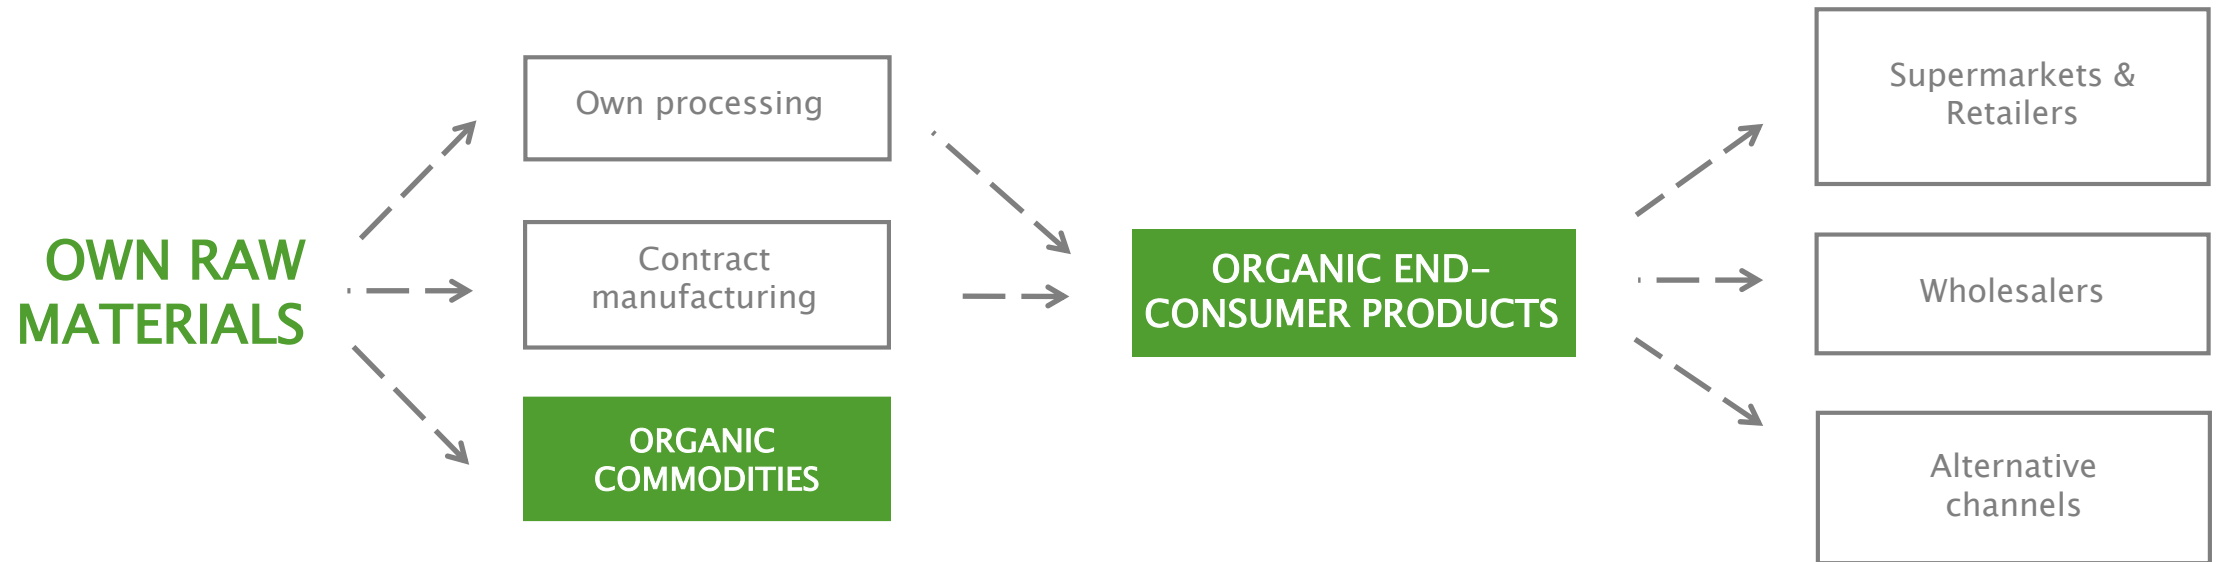 OWN RAW
MATERIALS
Own processing
Contract
manufacturing
ORGANIC
COMMODITIES
ORGANIC END-
CONSUMER PRODUCTS
Supermarkets &
Retailers
Wholesalers
Alternative
channels